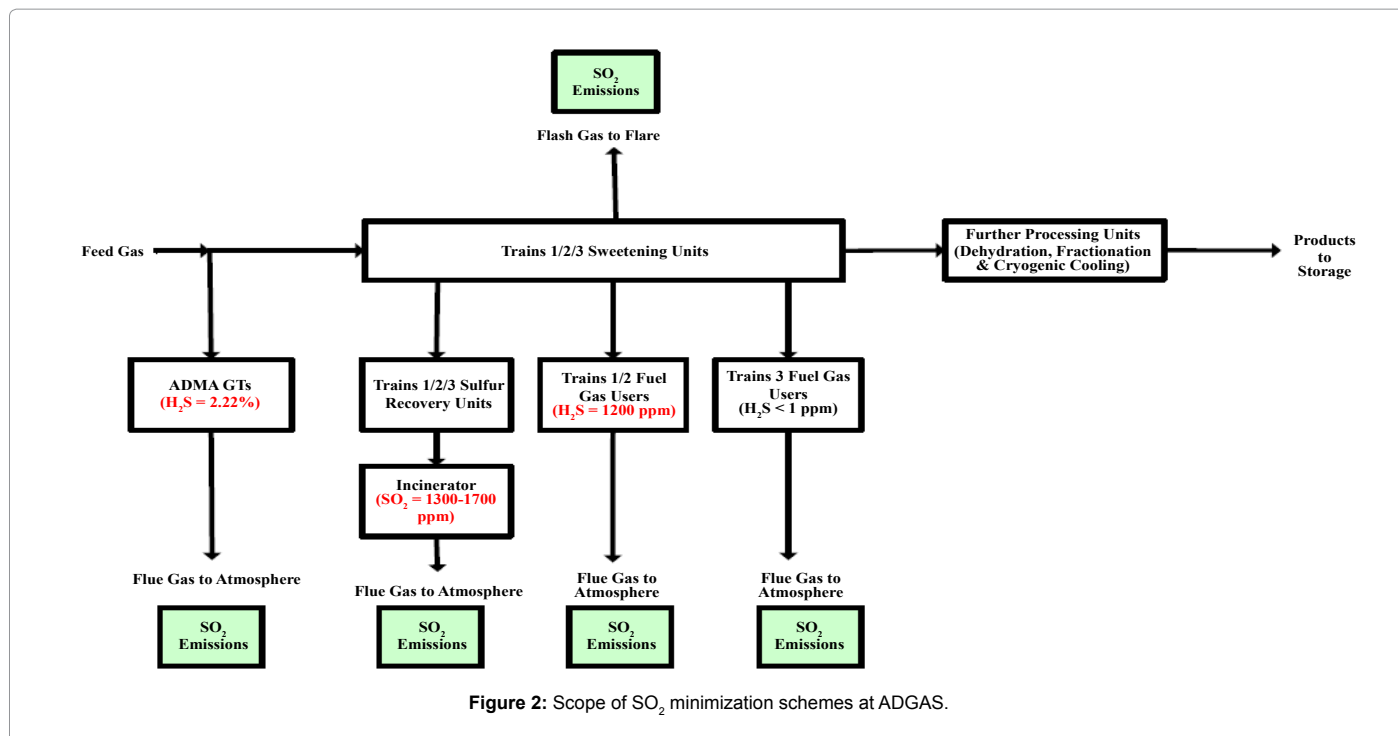 SO₂
Emissions
Flash Gas to Flare
Feed Gas
Trains 1/2/3 Sweetening Units
Further Processing Units
(Dehydration, Fractionation
& Cryogenic Cooling)
Products
to
Storage
ADMA GTs
(H₂S = 2.22%)
Trains 1/2/3 Sulfur
Recovery Units
Trains 1/2 Fuel
Gas Users
(H₂S = 1200 ppm)
Trains 3 Fuel Gas
Users
(H₂S < 1 ppm)
Incinerator
(SO₂ = 1300-1700
ppm)
Flue Gas to Atmosphere
Flue Gas to Atmosphere
Flue Gas to
Atmosphere
Flue Gas to
Atmosphere
SO₂
Emissions
SO₂
Emissions
SO₂
Emissions
SO₂
Emissions
Figure 2: Scope of SO₂ minimization schemes at ADGAS.